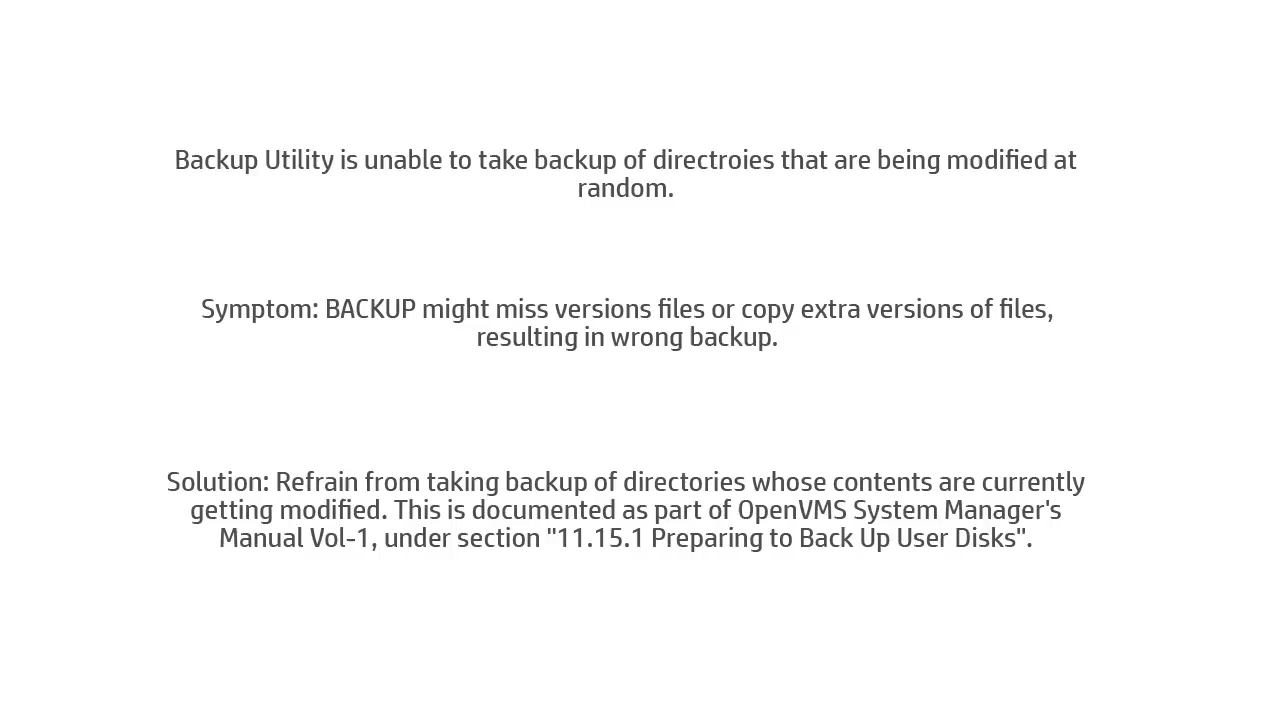 Backup Utility is unable to take backup of directroies that are being modified at
random.
Symptom: BACKUP might miss versions files or copy extra versions of files,
resulting in wrong backup.
Solution: Refrain from taking backup of directories whose contents are currently
getting modified. This is documented as part of OpenVMS System Manager's
Manual Vol-1, under section "11.15.1 Preparing to Back Up User Disks".